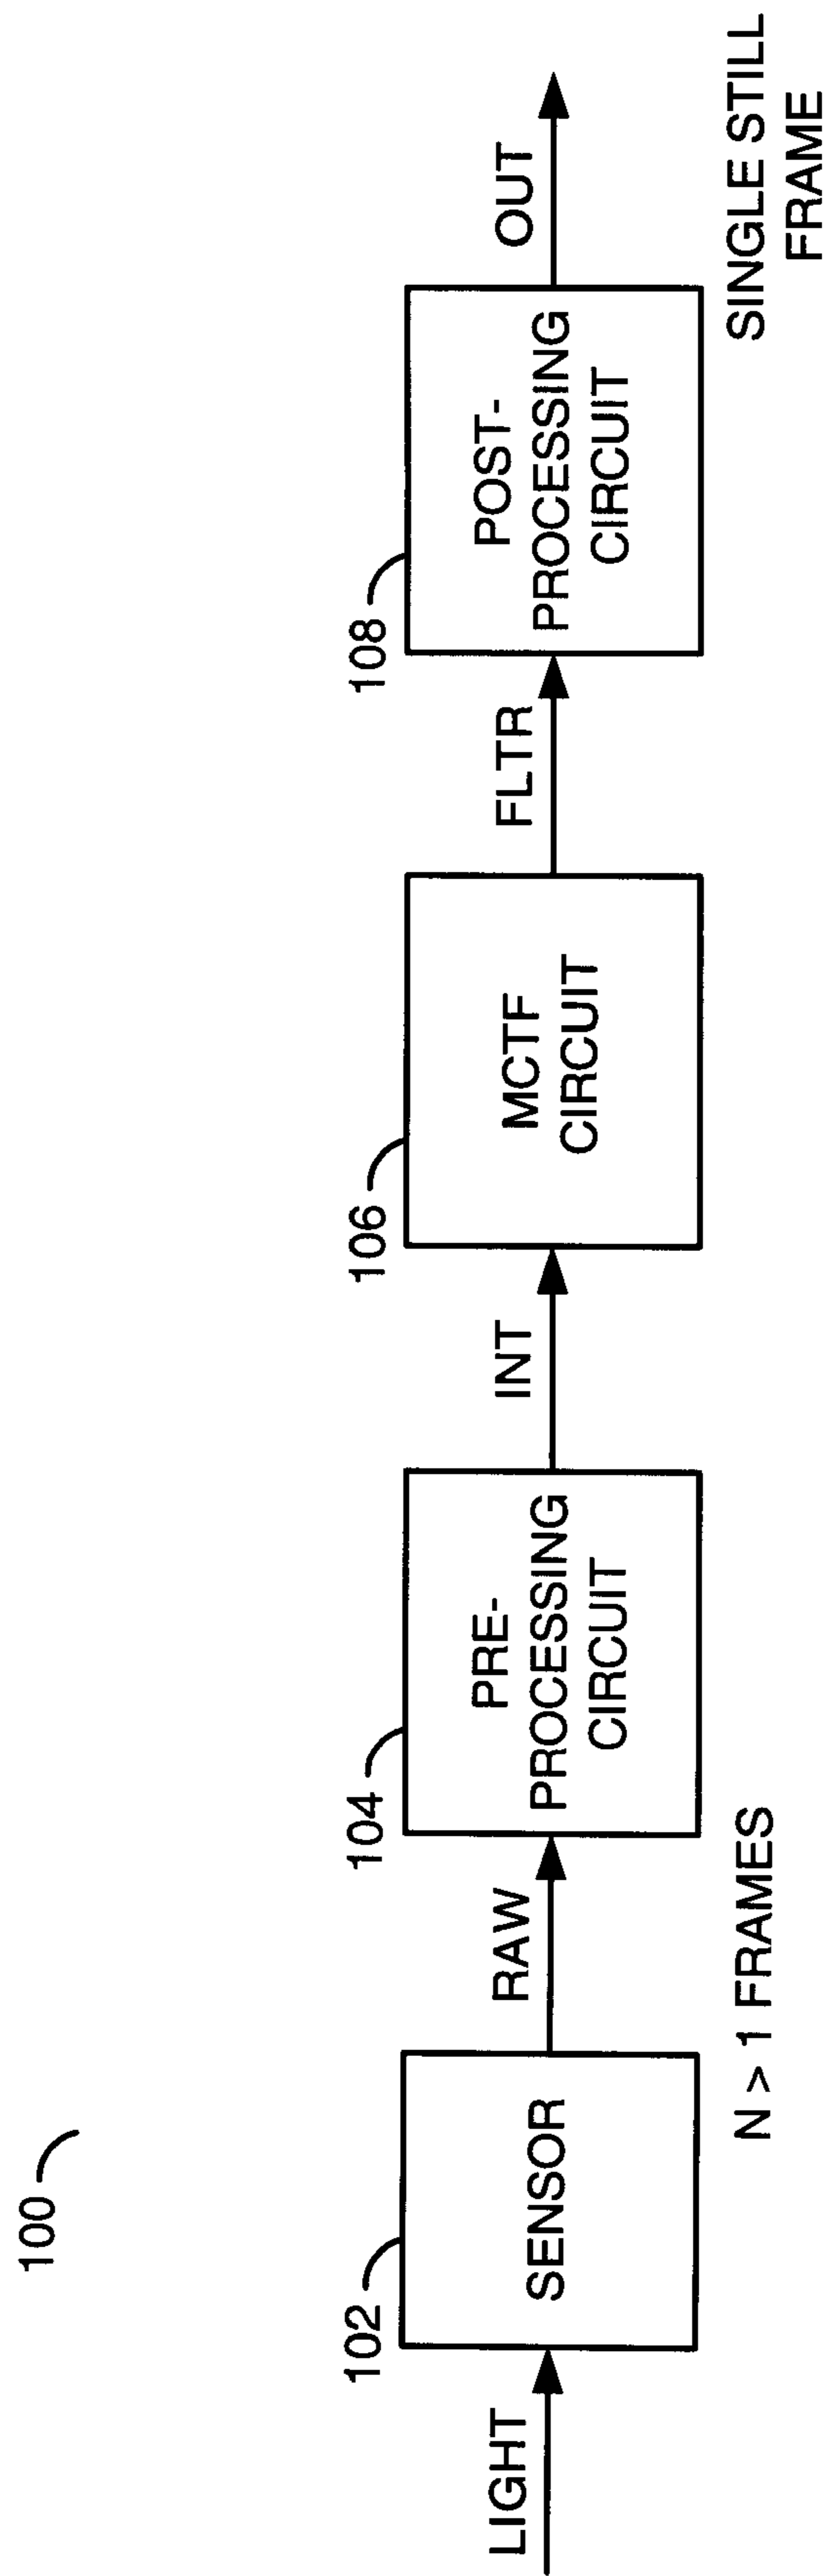 100
102
104
106
108
LIGHT
SENSOR
RAW
PRE-
PROCESSING
CIRCUIT
INT
MCTF
CIRCUIT
FLTR
POST-
PROCESSING
CIRCUIT
OUT
N > 1 FRAMES
SINGLE STILL
FRAME